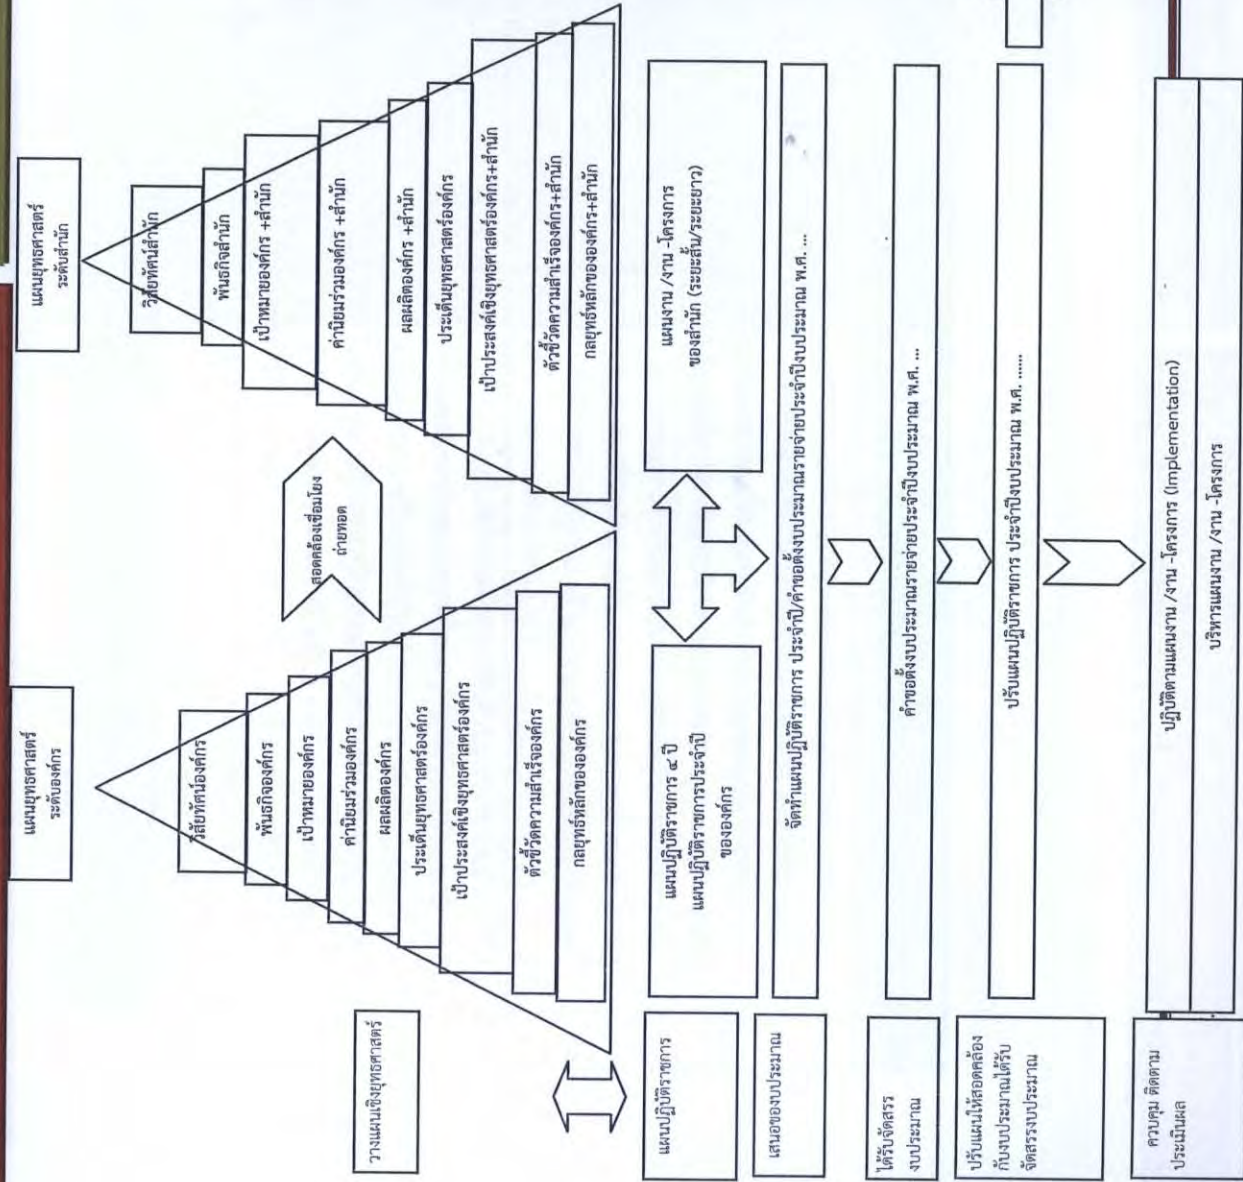 แผนยุทธศาสตร์
ระดับองค์กร
แผนยุทธศาสตร์
ระดับสำนัก
วางแผนเชิงยุทธศาสตร์
วิสัยทัศน์องค์กร
พันธกิจองค์กร
เป้าหมายองค์กร
ค่านิยมร่วมองค์กร
ผลผลิตองค์กร
ประเด็นยุทธศาสตร์องค์กร
เป้าประสงค์เชิงยุทธศาสตร์องค์กร
ตัวชี้วัดความสำเร็จองค์กร
กลยุทธ์หลักขององค์กร
สอดคล้องเชื่อมโยง
ถ่ายทอด
วิสัยทัศน์สำนัก
พันธกิจสำนัก
เป้าหมายองค์กร +สำนัก
ค่านิยมร่วมองค์กร +สำนัก
ผลผลิตองค์กร +สำนัก
ประเด็นยุทธศาสตร์องค์กร
เป้าประสงค์เชิงยุทธศาสตร์องค์กร+สำนัก
ตัวชี้วัดความสำเร็จองค์กร+สำนัก
กลยุทธ์หลักขององค์กร+สำนัก
แผนปฏิบัติราชการ
แผนปฏิบัติราชการ ๔ ปี
แผนปฏิบัติราชการประจำปี
ขององค์กร
แผนงาน /งาน -โครงการ
ของสำนัก (ระยะสั้น/ระยะยาว)
เสนอของบประมาณ
จัดทำแผนปฏิบัติราชการ ประจำปี/คำขอตั้งงบประมาณรายจ่ายประจำปีงบประมาณ พ.ศ. ...
ได้รับจัดสรร
งบประมาณ
คำขอตั้งงบประมาณรายจ่ายประจำปีงบประมาณ พ.ศ. ...
ปรับแผนให้สอดคล้อง
กับงบประมาณได้รับ
จัดสรรงบประมาณ
ปรับแผนปฏิบัติราชการ ประจำปีงบประมาณ พ.ศ. ......
ควบคุม ติดตาม
ประเมินผล
ปฏิบัติตามแผนงาน /งาน -โครงการ (Implementation)
บริหารแผนงาน /งาน -โครงการ